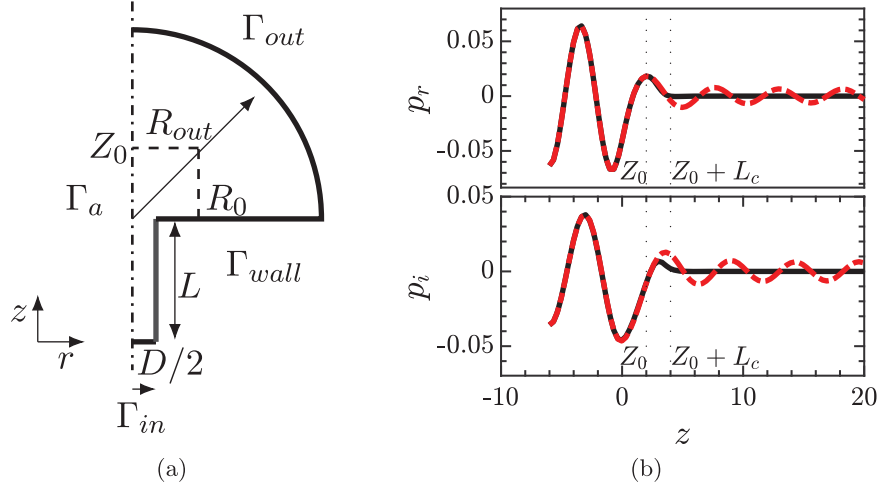 Γ_out
R_out
Z_0
Γ_a
R_0
Γ_wall
L
z
r
D/2
Γ_in
(a)
0.05
p_r
0
-0.05
Z_0
Z_0 + L_c
0.05
p_i
0
-0.05
Z_0
Z_0 + L_c
-10
0
10
20
z
(b)